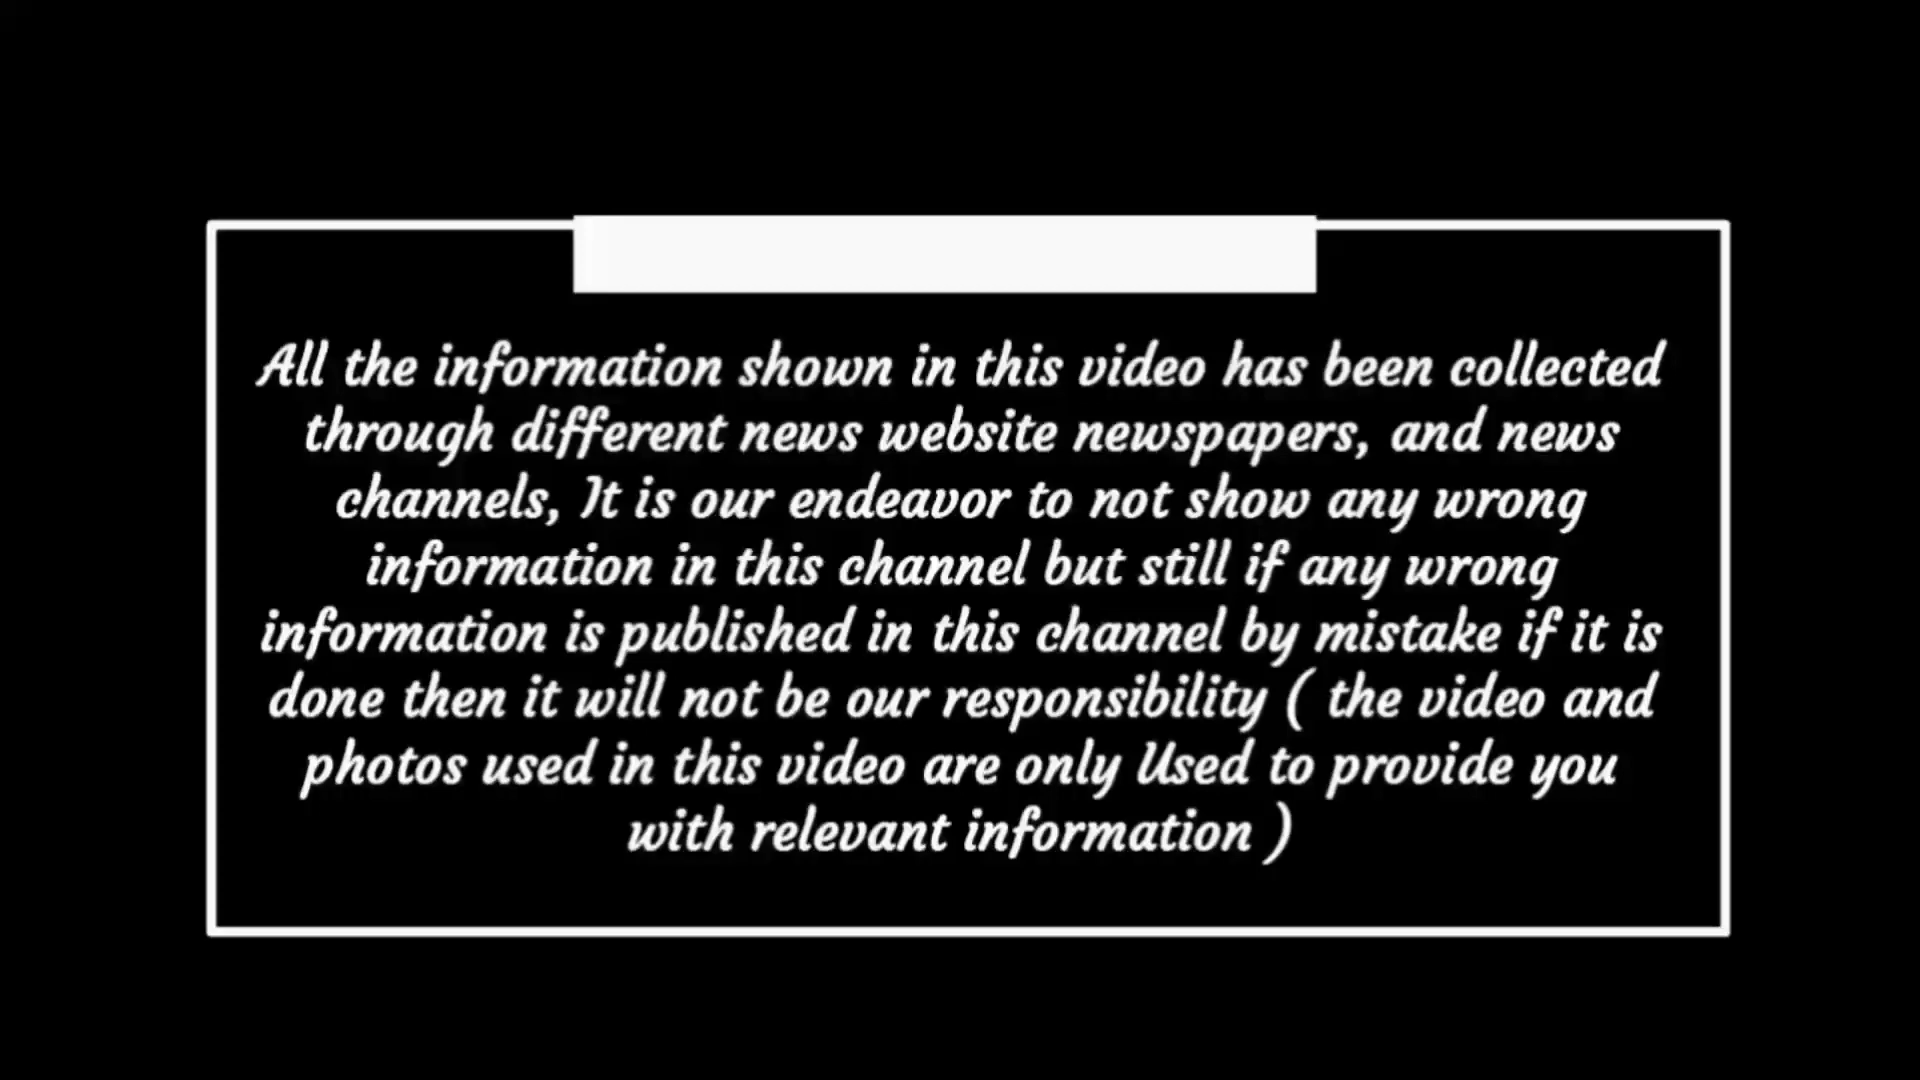 All the information shown in this video has been collected
through different news website newspapers, and news
channels, It is our endeavor to not show any wrong
information in this channel but still if any wrong
information is published in this channel by mistake if it is
done then it will not be our responsibility ( the video and
photos used in this video are only Used to provide you
with relevant information )